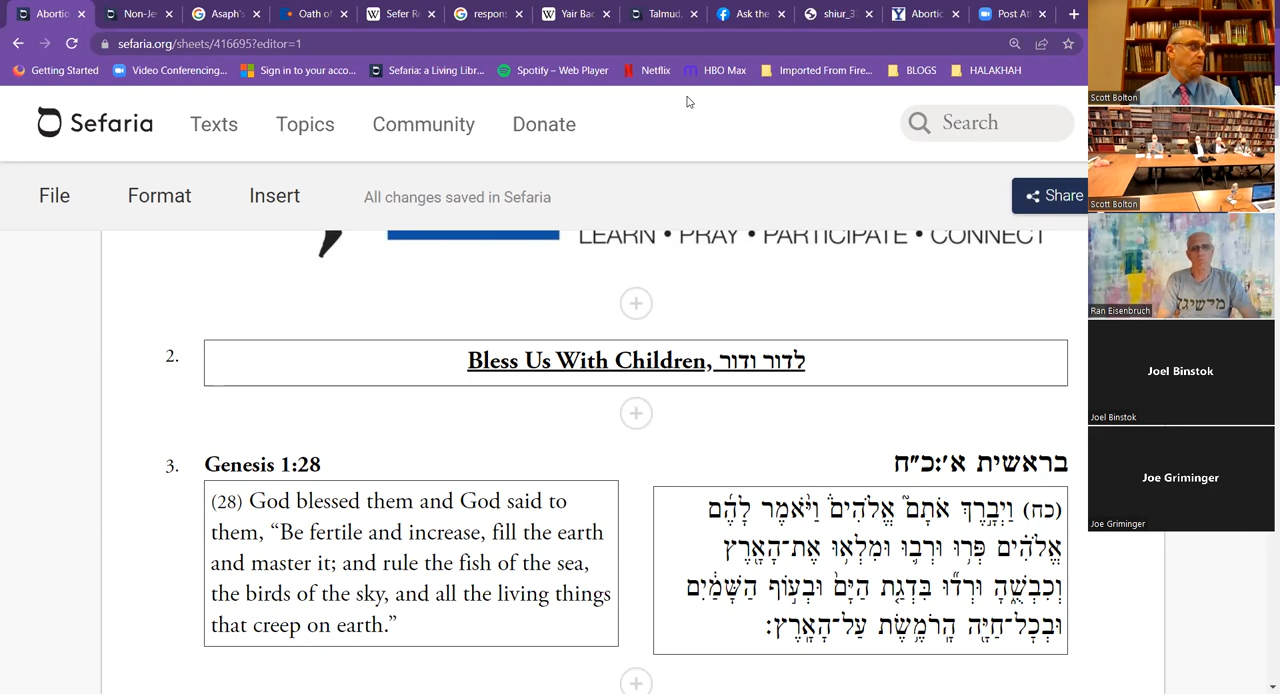 Abortio
Non-Je
Asaph's
Oath of
Sefer Re
respon
Yair Bac
Talmud,
Ask the
shiur_3
Abortic
Post At
sefaria.org/sheets/416695?editor=1
Getting Started
Video Conferencing...
Sign in to your acco...
Sefaria: a Living Libr...
Spotify – Web Player
Netflix
HBO Max
Imported From Fire...
BLOGS
HALAKHAH
Sefaria
Texts
Topics
Community
Donate
Search
File
Format
Insert
All changes saved in Sefaria
Share
LEARN • PRAY • PARTICIPATE • CONNECT
2.
Bless Us With Children, לדור ודור
3.
Genesis 1:28
בראשית א׳:כ״ח
(28) God blessed them and God said to
them, “Be fertile and increase, fill the earth
and master it; and rule the fish of the sea,
the birds of the sky, and all the living things
that creep on earth.”
(כח) וַיְבָ֣רֶךְ אֹתָם֮ אֱלֹהִים֒ וַיֹּ֨אמֶר לָהֶ֜ם
אֱלֹהִ֗ים פְּר֥וּ וּרְב֛וּ וּמִלְא֥וּ אֶת־הָאָ֖רֶץ
וְכִבְשֻׁ֑הָ וּרְד֞וּ בִּדְגַ֤ת הַיָּם֙ וּבְע֣וֹף הַשָּׁמַ֔יִם
וּבְכָל־חַיָּ֖ה הָֽרֹמֶ֥שֶׂת עַל־הָאָֽרֶץ׃
Scott Bolton
Scott Bolton
מיישיגן
Ran Eisenbruch
Joel Binstok
Joel Binstok
Joe Griminger
Joe Griminger